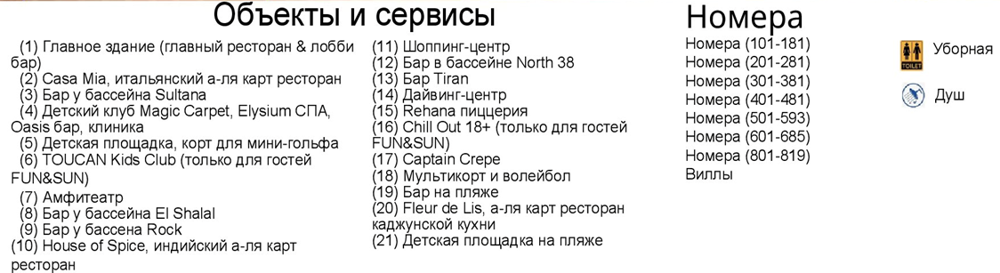 Объекты и сервисы
(1) Главное здание (главный ресторан & лобби
бар)
(2) Casa Mia, итальянский а-ля карт ресторан
(3) Бар у бассейна Sultana
(4) Детский клуб Magic Carpet, Elysium СПА,
Oasis бар, клиника
(5) Детская площадка, корт для мини-гольфа
(6) TOUCAN Kids Club (только для гостей
FUN&SUN)
(7) Амфитеатр
(8) Бар у бассейна El Shalal
(9) Бар у бассена Rock
(10) House of Spice, индийский а-ля карт
ресторан
(11) Шоппинг-центр
(12) Бар в бассейне North 38
(13) Бар Tiran
(14) Дайвинг-центр
(15) Rehana пиццерия
(16) Chill Out 18+ (только для гостей
FUN&SUN)
(17) Captain Crepe
(18) Мультикорт и волейбол
(19) Бар на пляже
(20) Fleur de Lis, а-ля карт ресторан
каджунской кухни
(21) Детская площадка на пляже
Номера
Номера (101-181)
Номера (201-281)
Номера (301-381)
Номера (401-481)
Номера (501-593)
Номера (601-685)
Номера (801-819)
Виллы
TOILET
Уборная
Душ